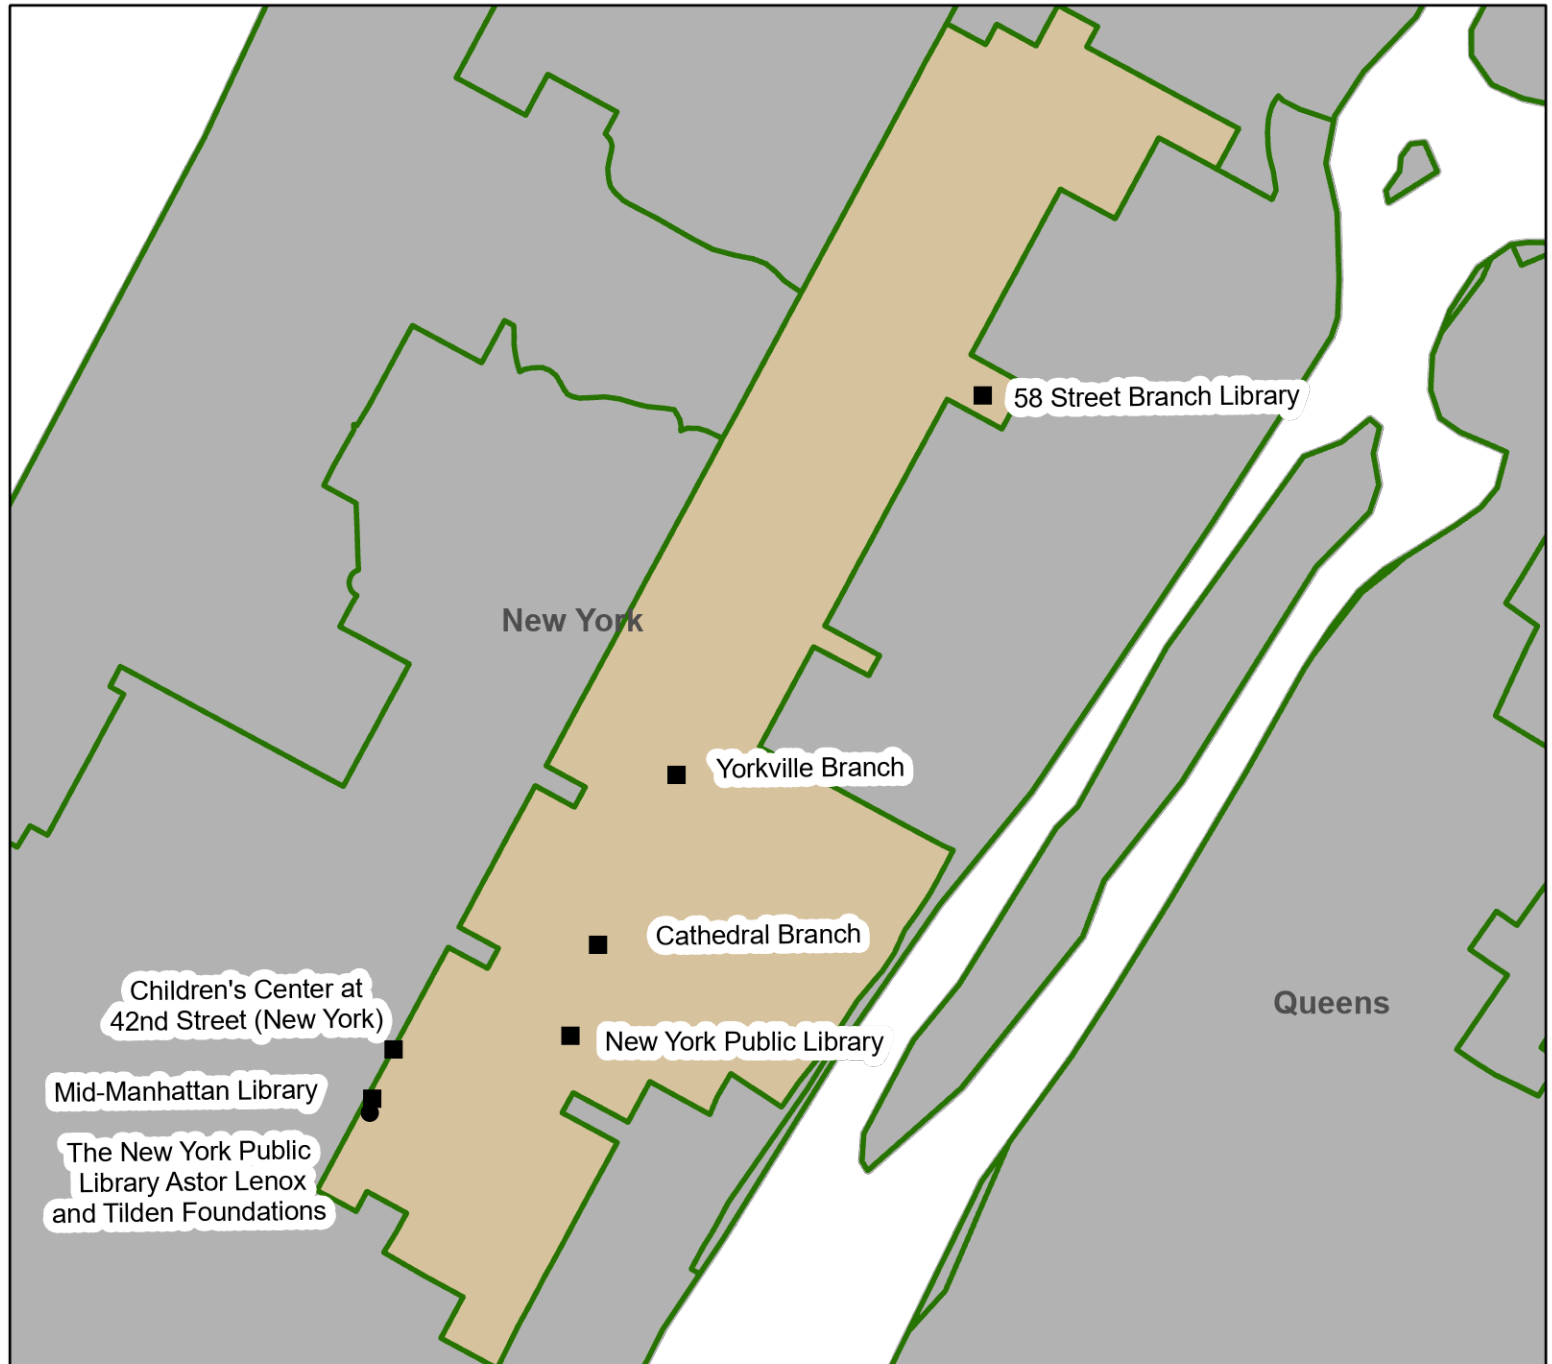 58 Street Branch Library
New York
Yorkville Branch
Cathedral Branch
Children's Center at
42nd Street (New York)
Queens
New York Public Library
Mid-Manhattan Library
The New York Public
Library Astor Lenox
and Tilden Foundations